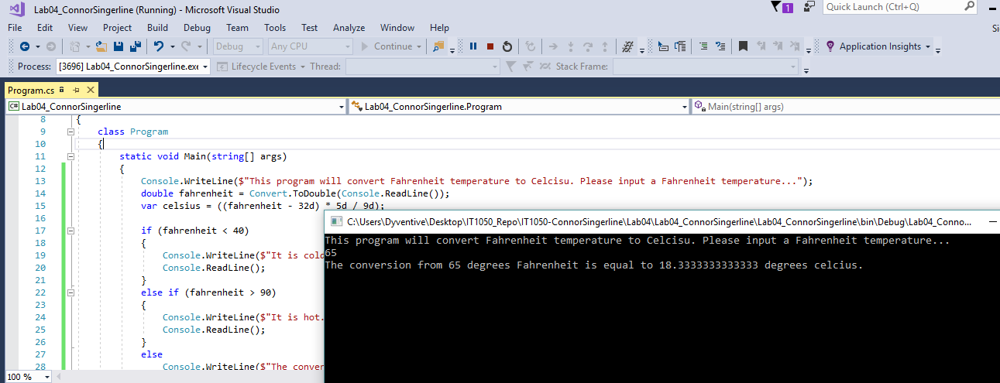 Lab04_ConnorSingerline (Running) - Microsoft Visual Studio
1
Quick Launch (Ctrl+Q)
File Edit View Project Build Debug Team Tools Test Analyze Window Help
Debug Any CPU Continue Application Insights
Process: [3696] Lab04_ConnorSingerline.exe Lifecycle Events Thread: Stack Frame:
Program.cs
C# Lab04_ConnorSingerline Lab04_ConnorSingerline.Program Main(string[] args)
8 {
9 class Program
10 {
11 static void Main(string[] args)
12 {
13 Console.WriteLine($"This program will convert Fahrenheit temperature to Celcisu. Please input a Fahrenheit temperature...");
14 double fahrenheit = Convert.ToDouble(Console.ReadLine());
15 var celsius = ((fahrenheit - 32d) * 5d / 9d);
16
17 if (fahrenheit < 40)
18 {
19 Console.WriteLine($"It is cold
20 Console.ReadLine();
21 }
22 else if (fahrenheit > 90)
23 {
24 Console.WriteLine($"It is hot.
25 Console.ReadLine();
26 }
27 else
28 Console.WriteLine($"The conver
100 %
C:\Users\Dyventive\Desktop\IT1050_Repo\IT1050-ConnorSingerline\Lab04\Lab04_ConnorSingerline\Lab04_ConnorSingerline\bin\Debug\Lab04_Conno...
This program will convert Fahrenheit temperature to Celcisu. Please input a Fahrenheit temperature...
65
The conversion from 65 degrees Fahrenheit is equal to 18.3333333333333 degrees celcius.